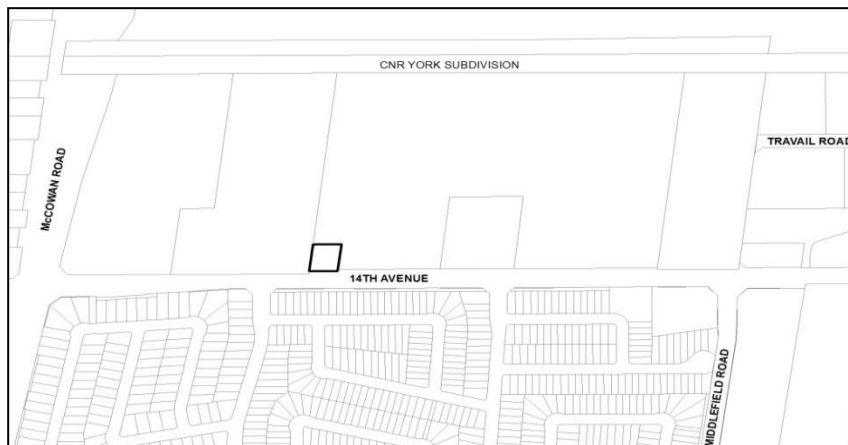 CNR YORK SUBDIVISION
TRAVAIL ROAD
McCOWAN ROAD
14TH AVENUE
MIDDLEFIELD ROAD